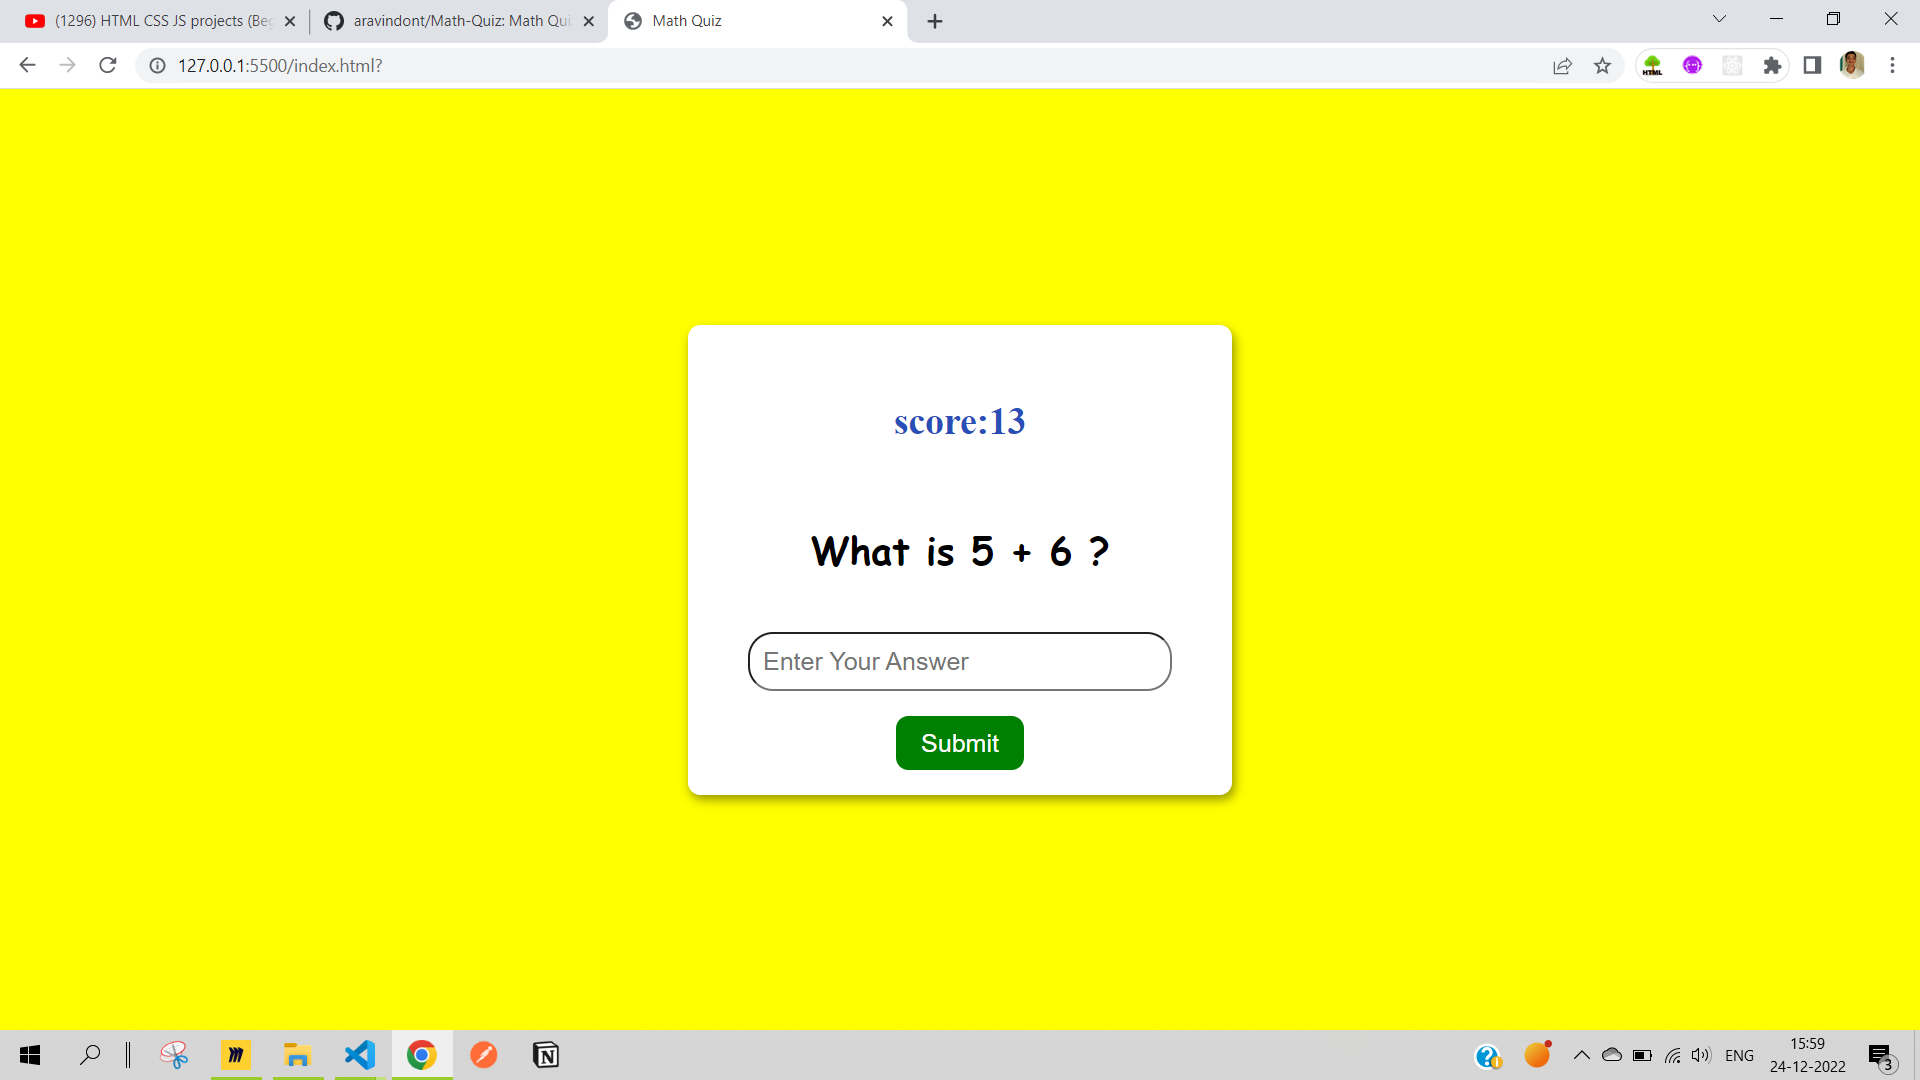 (1296) HTML CSS JS projects (Beg
aravindont/Math-Quiz: Math Qui
Math Quiz
127.0.0.1:5500/index.html?
HTML
score:13
What is 5 + 6 ?
Enter Your Answer
Submit
ENG
15:59
24-12-2022
3